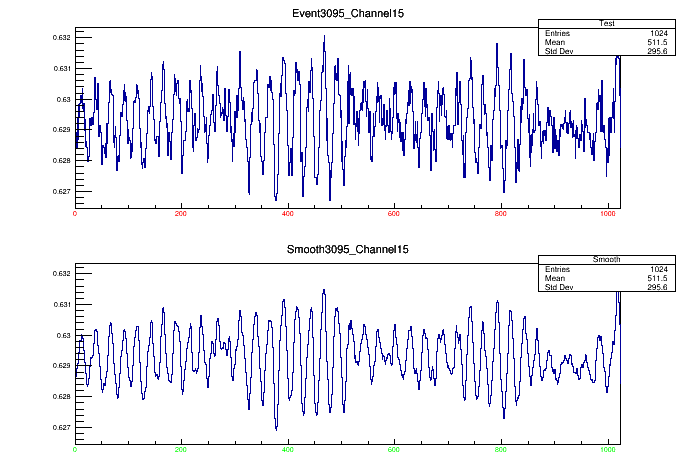 Event3095_Channel15
Test
Entries 1024
Mean 511.5
Std Dev 295.6
0.632
0.631
0.63
0.629
0.628
0.627
0 200 400 600 800 1000
Smooth3095_Channel15
Smooth
Entries 1024
Mean 511.5
Std Dev 295.6
0.632
0.631
0.63
0.629
0.628
0.627
0 200 400 600 800 1000